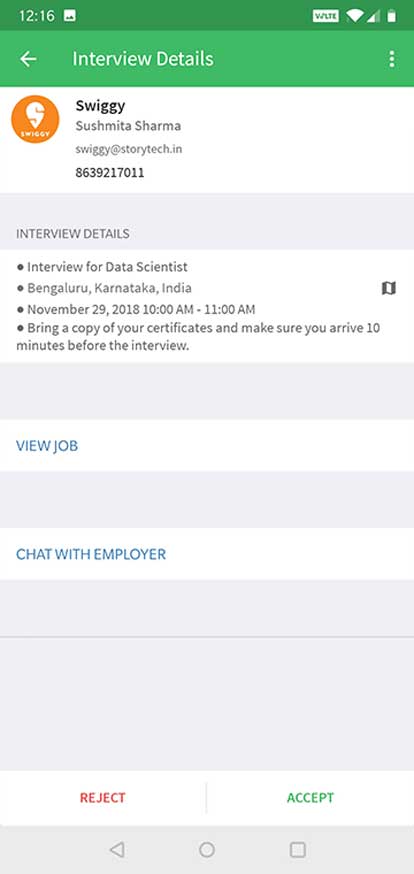 12:16 VoLTE
Interview Details
Swiggy
SWIGGY
Sushmita Sharma
swiggy@storytech.in
8639217011
INTERVIEW DETAILS
● Interview for Data Scientist
● Bengaluru, Karnataka, India
● November 29, 2018 10:00 AM - 11:00 AM
● Bring a copy of your certificates and make sure you arrive 10
minutes before the interview.
VIEW JOB
CHAT WITH EMPLOYER
REJECT ACCEPT